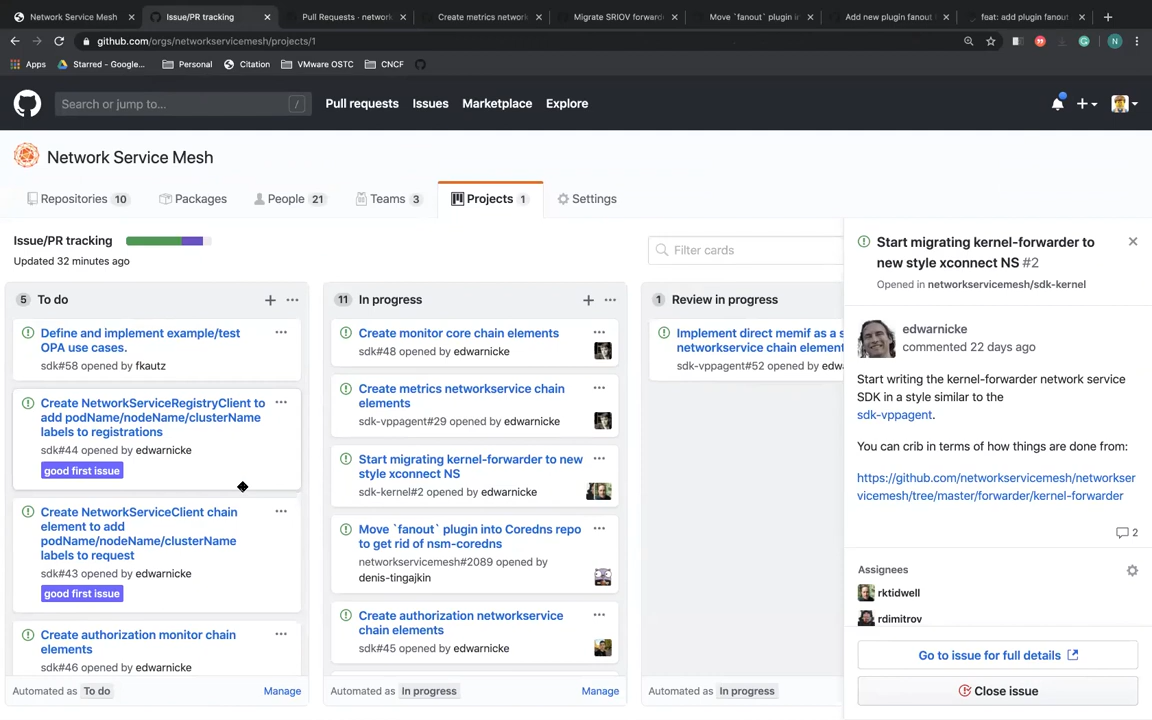 Network Service Mesh
Issue/PR tracking
Pull Requests · network
Create metrics network
Migrate SRIOV forward
Move `fanout` plugin in
Add new plugin fanout
feat: add plugin fanout
github.com/orgs/networkservicemesh/projects/1
N
Apps
Starred - Google...
Personal
Citation
VMware OSTC
CNCF
Search or jump to...
/
Pull requests
Issues
Marketplace
Explore
Network Service Mesh
Repositories 10
Packages
People 21
Teams 3
Projects 1
Settings
Issue/PR tracking
Updated 32 minutes ago
Filter cards
5 To do
Define and implement example/test
OPA use cases.
sdk#58 opened by fkautz
Create NetworkServiceRegistryClient to
add podName/nodeName/clusterName
labels to registrations
sdk#44 opened by edwarnicke
good first issue
Create NetworkServiceClient chain
element to add
podName/nodeName/clusterName
labels to request
sdk#43 opened by edwarnicke
good first issue
Create authorization monitor chain
elements
sdk#46 opened by edwarnicke
Automated as To do
Manage
11 In progress
Create monitor core chain elements
sdk#48 opened by edwarnicke
Create metrics networkservice chain
elements
sdk-vppagent#29 opened by edwarnicke
Start migrating kernel-forwarder to new
style xconnect NS
sdk-kernel#2 opened by edwarnicke
Move `fanout` plugin into Coredns repo
to get rid of nsm-coredns
networkservicemesh#2089 opened by
denis-tingajkin
Create authorization networkservice
chain elements
sdk#45 opened by edwarnicke
Automated as In progress
Manage
1 Review in progress
Implement direct memif as a s
networkservice chain element
sdk-vppagent#52 opened by edw
Automated as In progress
Start migrating kernel-forwarder to
new style xconnect NS #2
Opened in networkservicemesh/sdk-kernel
edwarnicke
commented 22 days ago
Start writing the kernel-forwarder network service
SDK in a style similar to the
sdk-vppagent.
You can crib in terms of how things are done from:
https://github.com/networkservicemesh/networkser
vicemesh/tree/master/forwarder/kernel-forwarder
2
Assignees
rktidwell
rdimitrov
Go to issue for full details
Close issue